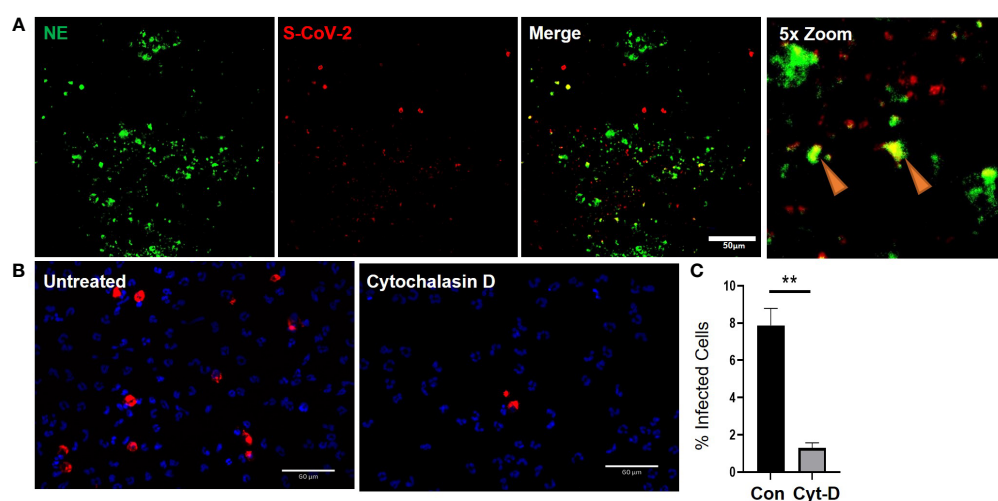 A
NE
S-CoV-2
Merge
5x Zoom
50µm
B
Untreated
Cytochalasin D
60 µm
60 µm
C
**
% Infected Cells
10
8
6
4
2
0
Con Cyt-D